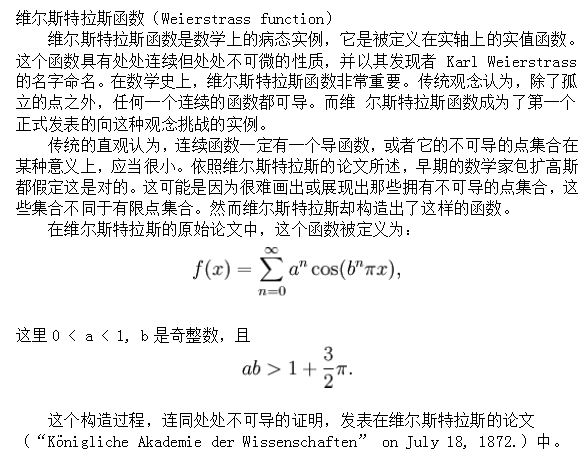 维尔斯特拉斯函数（Weierstrass function）
维尔斯特拉斯函数是数学上的病态实例，它是被定义在实轴上的实值函数。
这个函数具有处处连续但处处不可微的性质，并以其发现者 Karl Weierstrass
的名字命名。在数学史上，维尔斯特拉斯函数非常重要。传统观念认为，除了孤
立的点之外，任何一个连续的函数都可导。而维 尔斯特拉斯函数成为了第一个
正式发表的向这种观念挑战的实例。
传统的直观认为，连续函数一定有一个导函数，或者它的不可导的点集合在
某种意义上，应当很小。依照维尔斯特拉斯的论文所述，早期的数学家包扩高斯
都假定这是对的。这可能是因为很难画出或展现出那些拥有不可导的点集合，这
些集合不同于有限点集合。然而维尔斯特拉斯却构造出了这样的函数。
在维尔斯特拉斯的原始论文中，这个函数被定义为：
f(x) = ∑_{n=0}^{∞} a^n cos(b^n πx),
这里 0 < a < 1, b 是奇整数，且
ab > 1 + \frac{3}{2}π.
这个构造过程，连同处处不可导的证明，发表在维尔斯特拉斯的论文
（“Königliche Akademie der Wissenschaften” on July 18, 1872.）中。